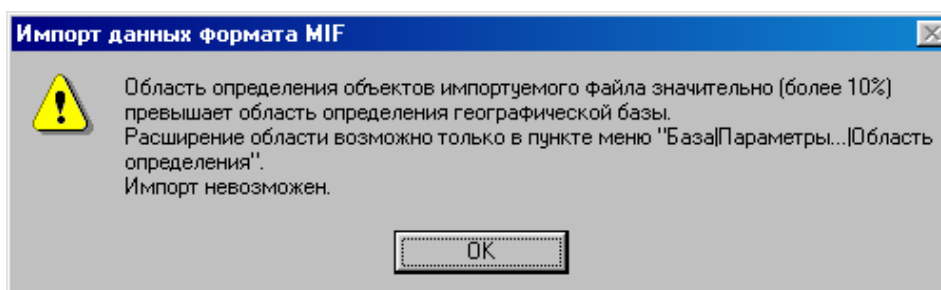 Импорт данных формата MIF
Область определения объектов импортируемого файла значительно (более 10%)
превышает область определения географической базы.
Расширение области возможно только в пункте меню "База|Параметры...|Область
определения".
Импорт невозможен.
OK